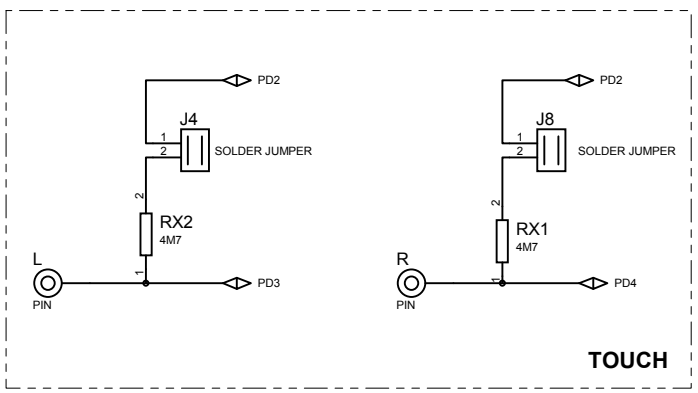 PD2
J4
1
2
SOLDER JUMPER
2
RX2
4M7
1
L
PIN
PD3
PD2
J8
1
2
SOLDER JUMPER
2
RX1
4M7
1
R
PIN
PD4
TOUCH